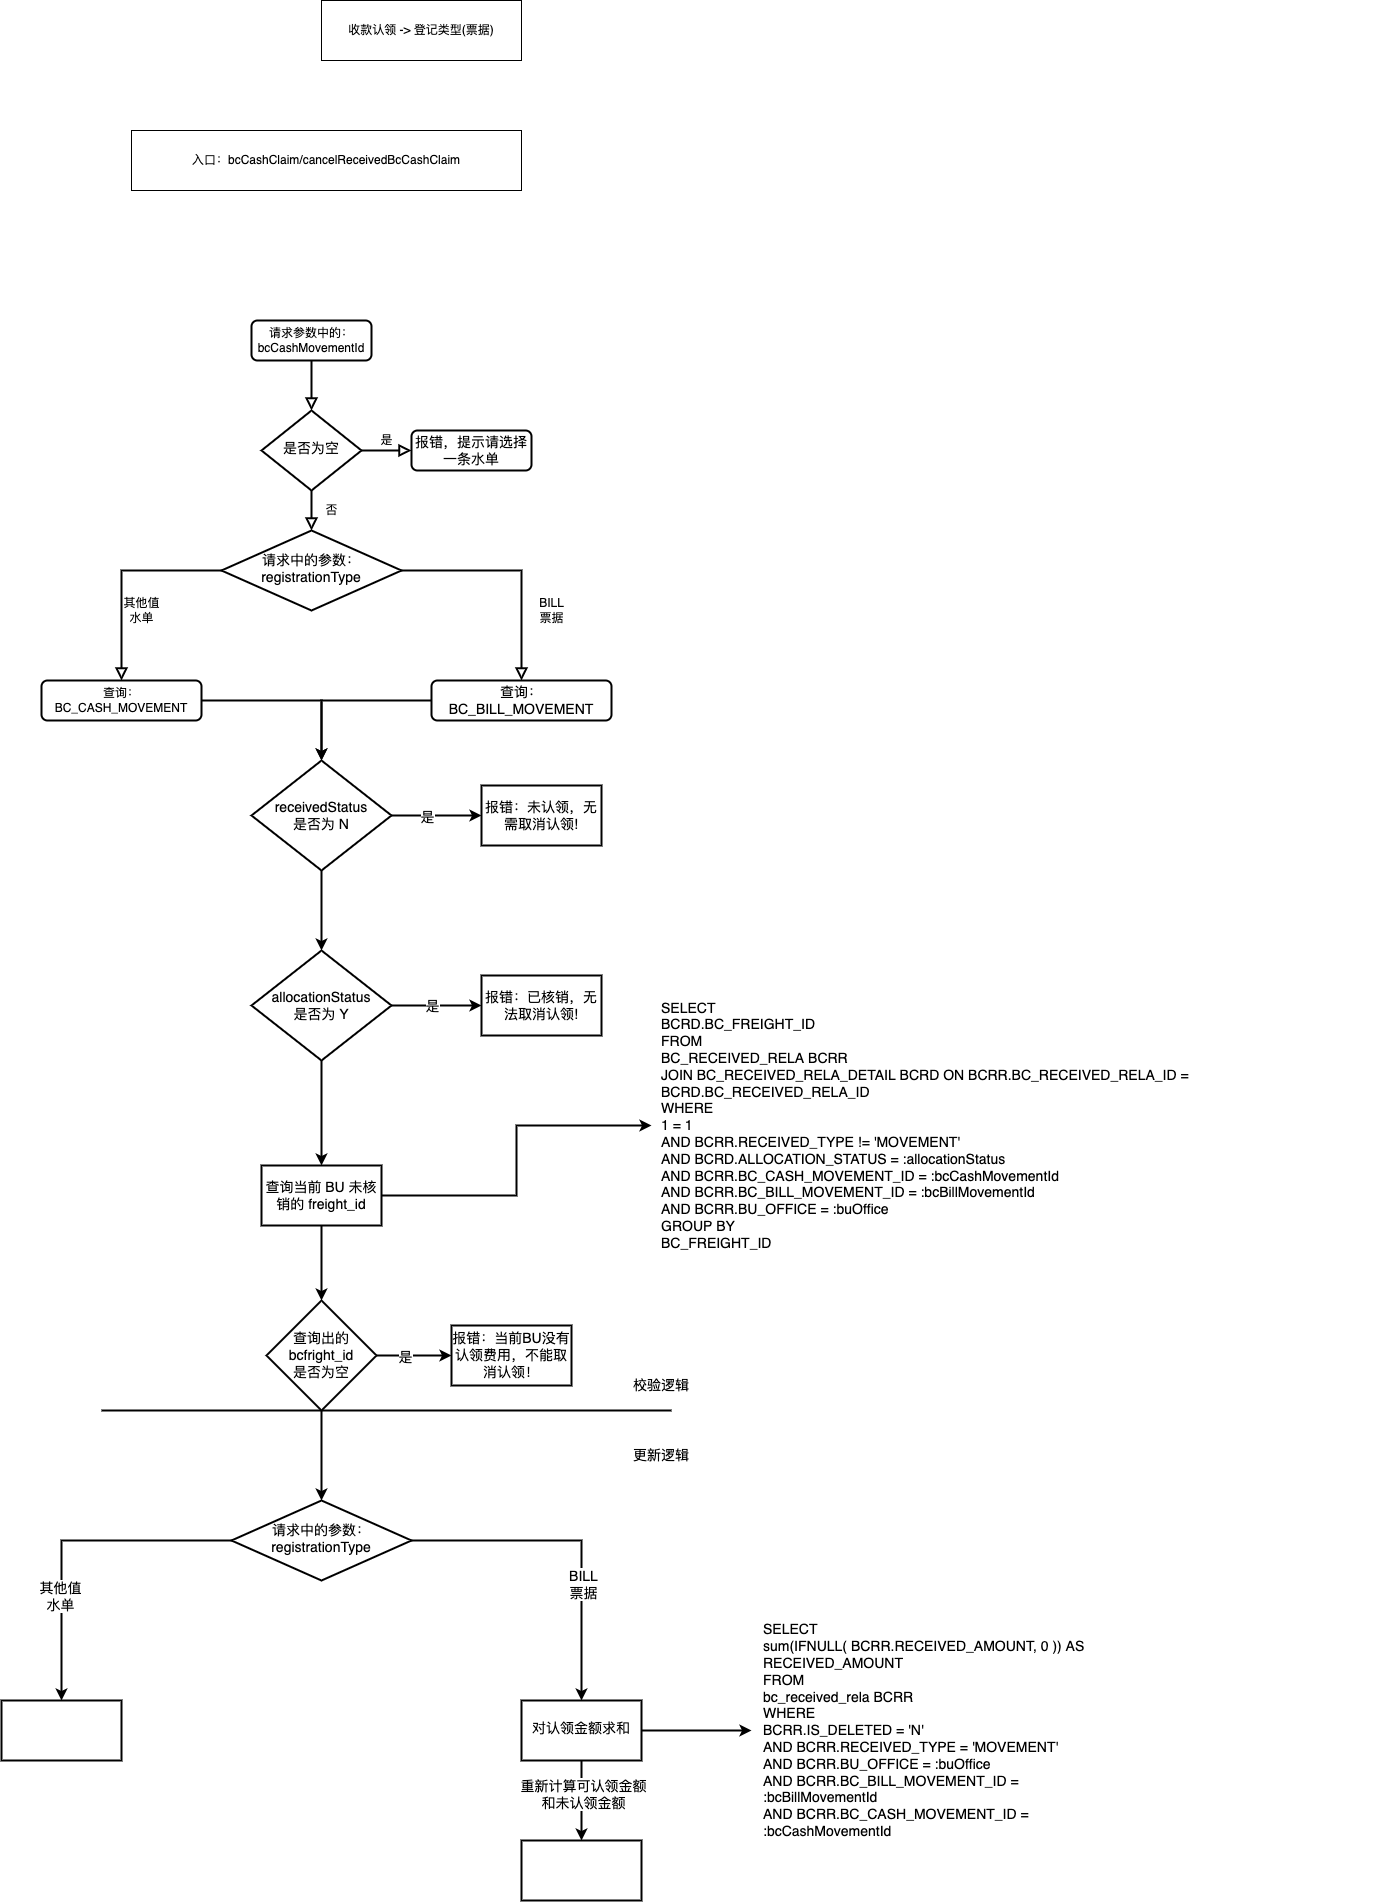 收款认领 -> 登记类型(票据)
入口：bcCashClaim/cancelReceivedBcCashClaim
请求参数中的：
bcCashMovementId
是否为空
是
报错，提示请选择
一条水单
否
请求中的参数：
registrationType
其他值
水单
BILL
票据
查询：
BC_CASH_MOVEMENT
查询：
BC_BILL_MOVEMENT
receivedStatus
是否为 N
是
报错：未认领，无
需取消认领!
allocationStatus
是否为 Y
是
报错：已核销，无
法取消认领!
SELECT
BCRD.BC_FREIGHT_ID
FROM
BC_RECEIVED_RELA BCRR
JOIN BC_RECEIVED_RELA_DETAIL BCRD ON BCRR.BC_RECEIVED_RELA_ID =
BCRD.BC_RECEIVED_RELA_ID
WHERE
1 = 1
AND BCRR.RECEIVED_TYPE != 'MOVEMENT'
AND BCRD.ALLOCATION_STATUS = :allocationStatus
AND BCRR.BC_CASH_MOVEMENT_ID = :bcCashMovementId
AND BCRR.BC_BILL_MOVEMENT_ID = :bcBillMovementId
AND BCRR.BU_OFFICE = :buOffice
GROUP BY
BC_FREIGHT_ID
查询当前 BU 未核
销的 freight_id
查询出的
bcfright_id
是否为空
是
报错：当前BU没有
认领费用，不能取
消认领！
校验逻辑
更新逻辑
请求中的参数：
registrationType
其他值
水单
BILL
票据
对认领金额求和
SELECT
sum(IFNULL( BCRR.RECEIVED_AMOUNT, 0 )) AS
RECEIVED_AMOUNT
FROM
bc_received_rela BCRR
WHERE
BCRR.IS_DELETED = 'N'
AND BCRR.RECEIVED_TYPE = 'MOVEMENT'
AND BCRR.BU_OFFICE = :buOffice
AND BCRR.BC_BILL_MOVEMENT_ID =
:bcBillMovementId
AND BCRR.BC_CASH_MOVEMENT_ID =
:bcCashMovementId
重新计算可认领金额
和未认领金额